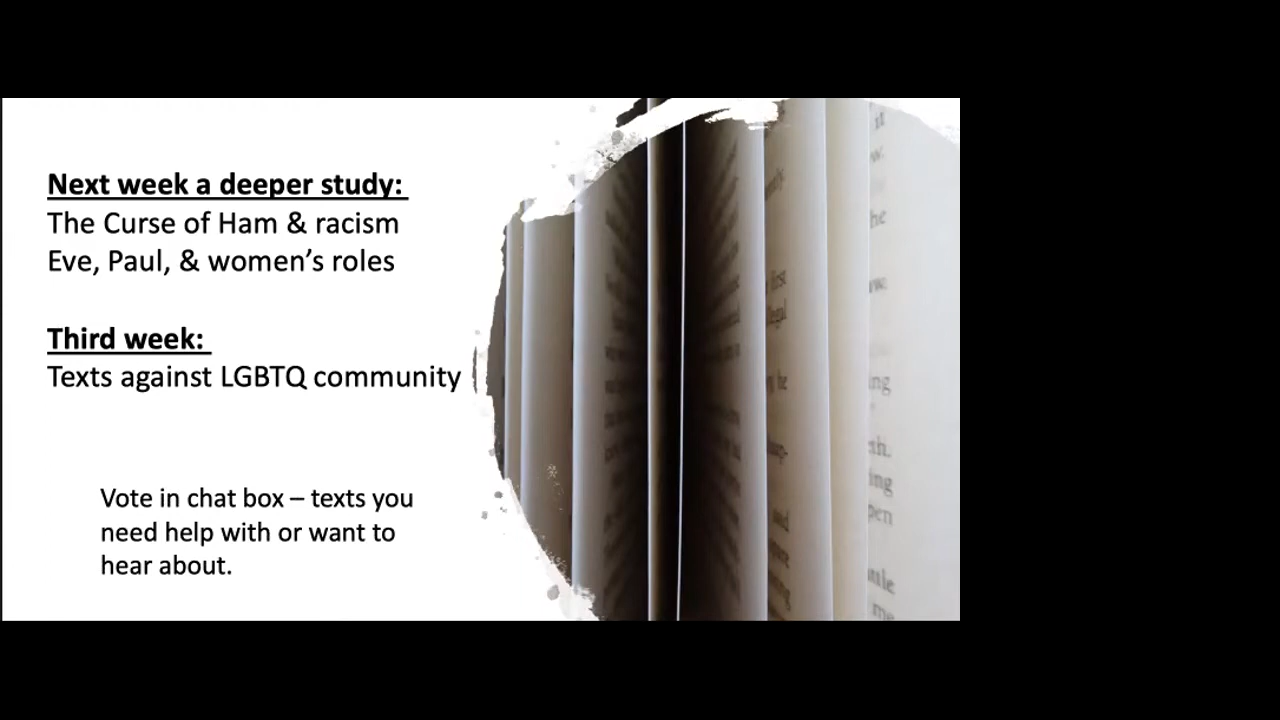 Next week a deeper study:
The Curse of Ham & racism
Eve, Paul, & women’s roles
Third week:
Texts against LGBTQ community
Vote in chat box – texts you
need help with or want to
hear about.